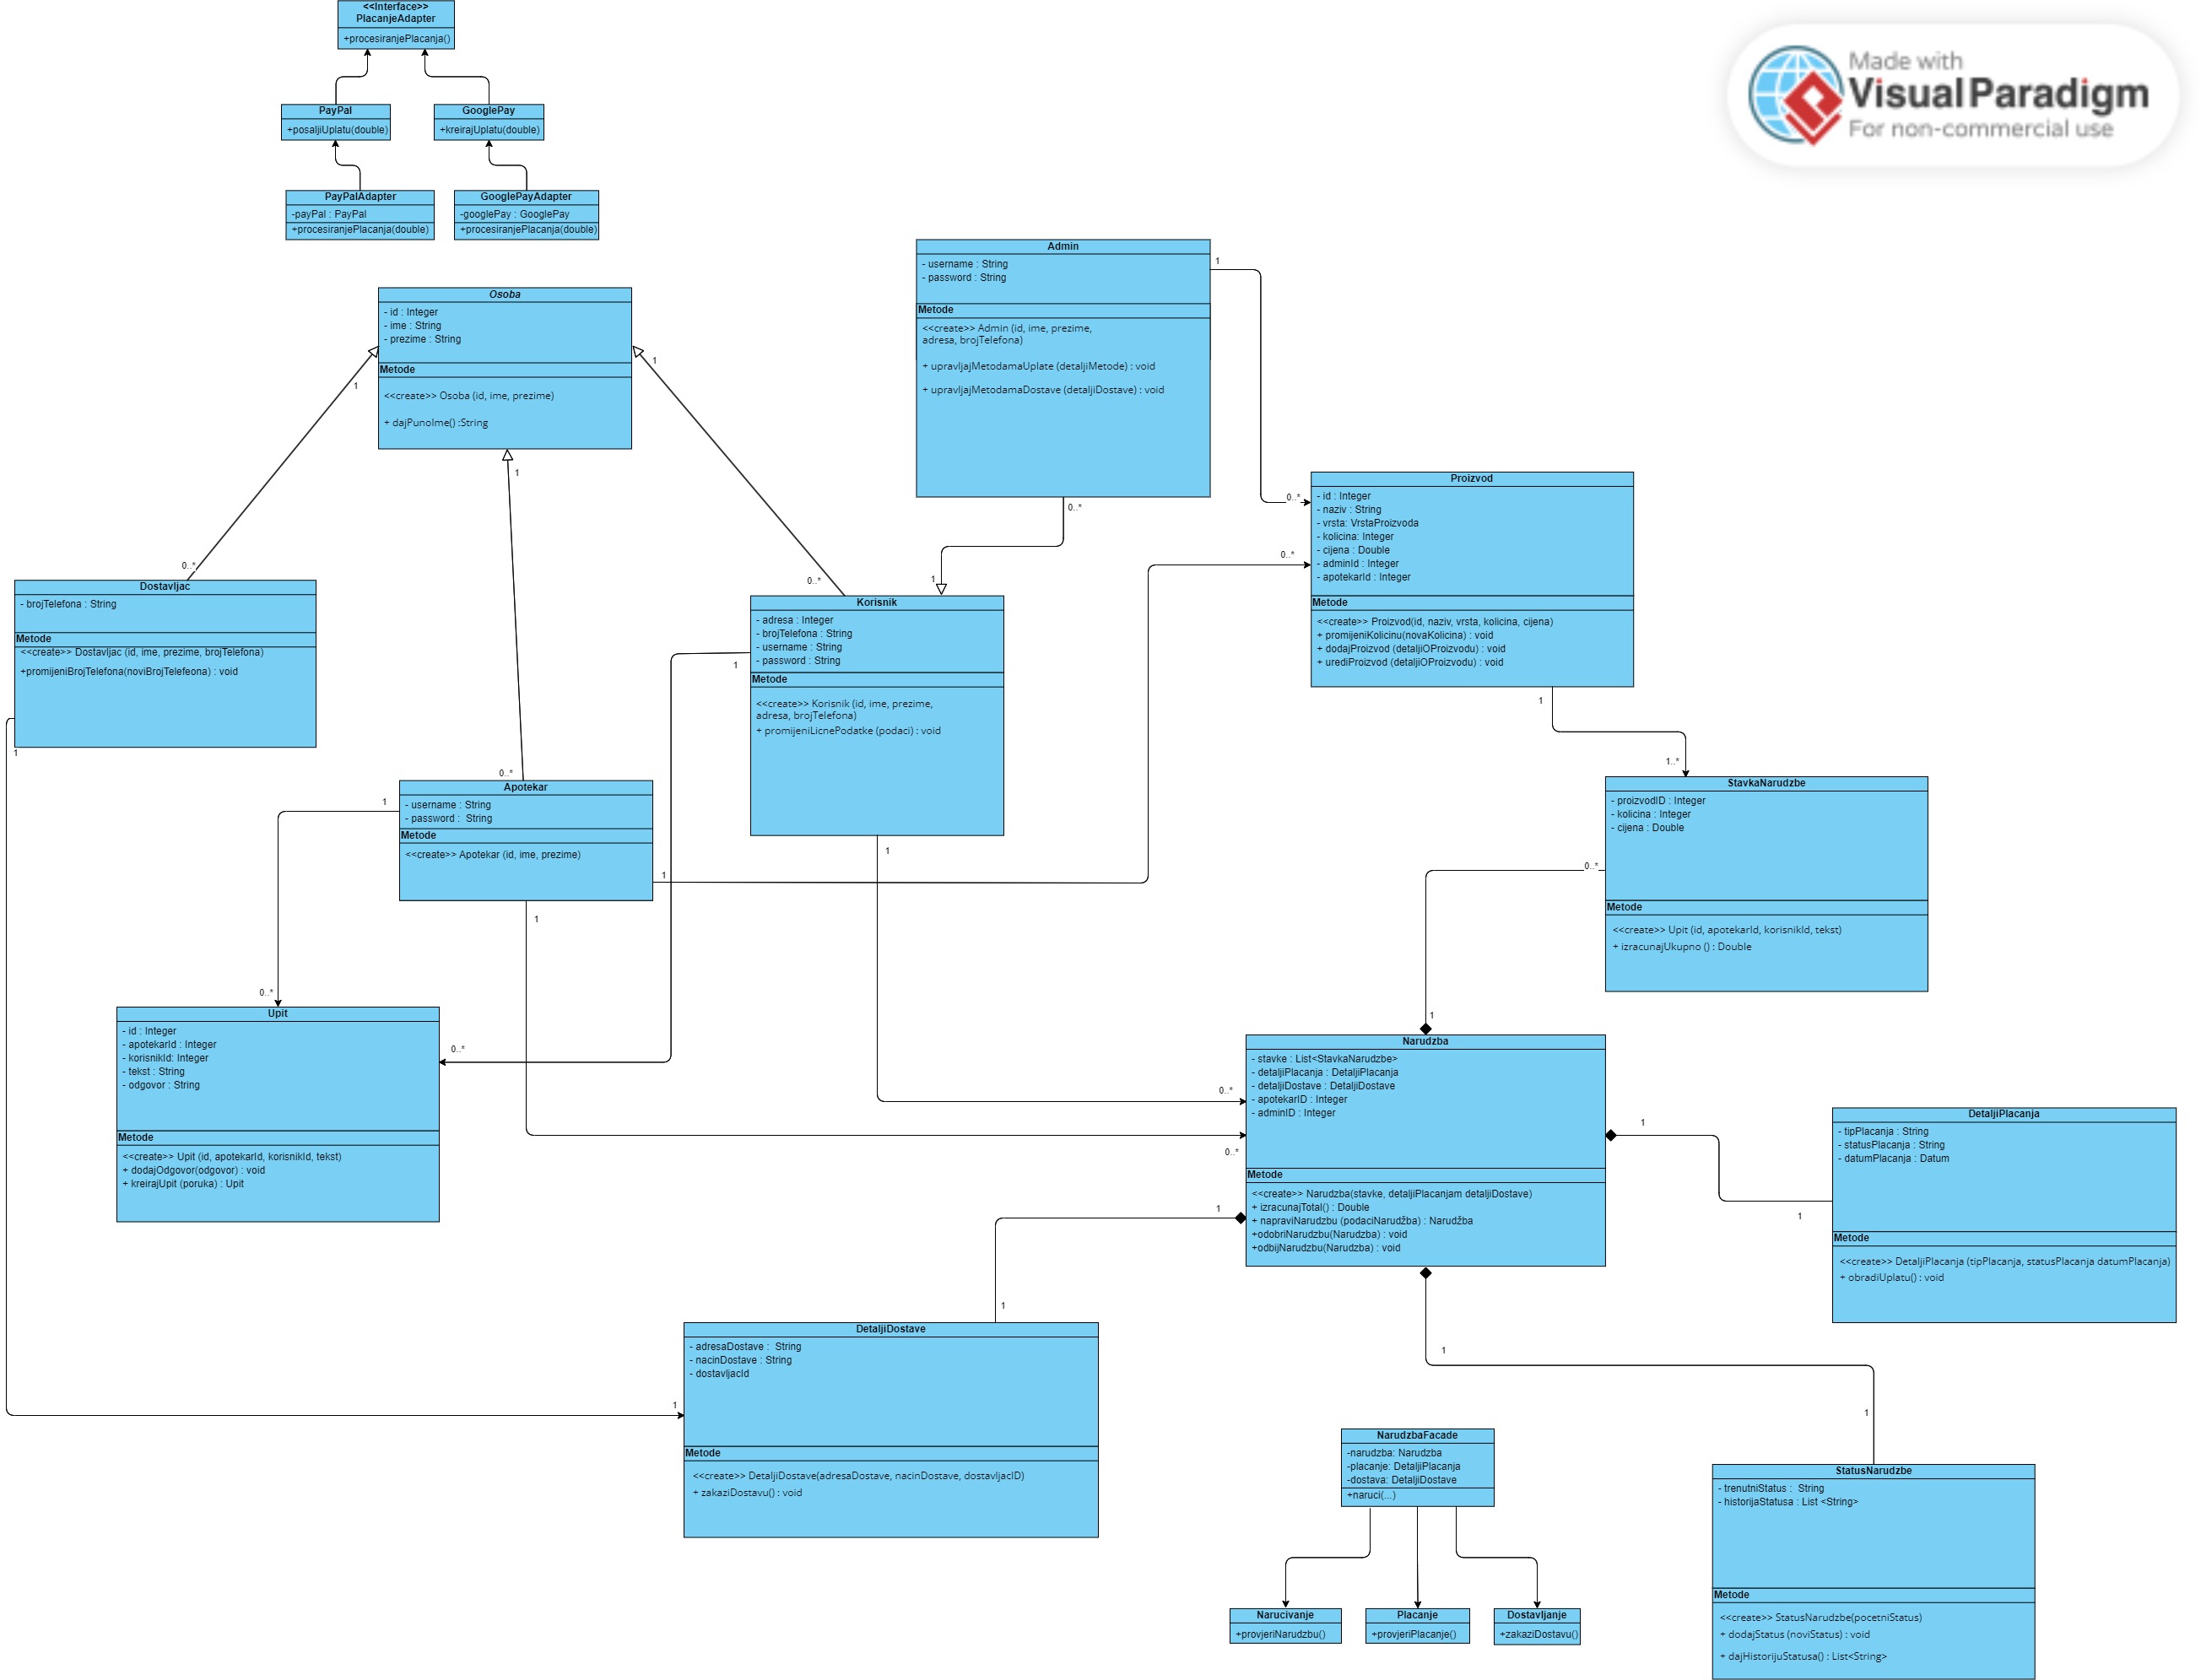 <<Interface>>
PlacanjeAdapter
+procesiranjePlacanja()
Made with
Visual Paradigm
For non-commercial use
PayPal
+posaljiUplatu(double)
GooglePay
+kreirajUplatu(double)
PayPalAdapter
-payPal : PayPal
+procesiranjePlacanja(double)
GooglePayAdapter
-googlePay : GooglePay
+procesiranjePlacanja(double)
Admin
- username : String
- password : String
Metode
<<create>> Admin (id, ime, prezime,
adresa, brojTelefona)
+ upravljajMetodamaUplate (detaljiMetode) : void
+ upravljajMetodamaDostave (detaljiDostave) : void
1
0..*
0..*
1
Osoba
- id : Integer
- ime : String
- prezime : String
Metode
<<create>> Osoba (id, ime, prezime)
+ dajPunoIme() :String
1
1
1
0..*
0..*
0..*
Proizvod
- id : Integer
- naziv : String
- vrsta: VrstaProizvoda
- kolicina: Integer
- cijena : Double
- adminId : Integer
- apotekarId : Integer
Metode
<<create>> Proizvod(id, naziv, vrsta, kolicina, cijena)
+ promijeniKolicinu(novaKolicina) : void
+ dodajProizvod (detaljiOProizvodu) : void
+ urediProizvod (detaljiOProizvodu) : void
0..*
1
1..*
Dostavljac
- brojTelefona : String
Metode
<<create>> Dostavljac (id, ime, prezime, brojTelefona)
+promijeniBrojTelefona(noviBrojTelefeona) : void
1
Korisnik
- adresa : Integer
- brojTelefona : String
- username : String
- password : String
Metode
<<create>> Korisnik (id, ime, prezime,
adresa, brojTelefona)
+ promijeniLicnePodatke (podaci) : void
1
1
Apotekar
- username : String
- password :  String
Metode
<<create>> Apotekar (id, ime, prezime)
1
1
1
StavkaNarudzbe
- proizvodID : Integer
- kolicina : Integer
- cijena : Double
Metode
<<create>> Upit (id, apotekarId, korisnikId, tekst)
+ izracunajUkupno () : Double
0..*
1
0..*
Upit
- id : Integer
- apotekarId : Integer
- korisnikId: Integer
- tekst : String
- odgovor : String
Metode
<<create>> Upit (id, apotekarId, korisnikId, tekst)
+ dodajOdgovor(odgovor) : void
+ kreirajUpit (poruka) : Upit
0..*
0..*
0..*
Narudzba
- stavke : List<StavkaNarudzbe>
- detaljiPlacanja : DetaljiPlacanja
- detaljiDostave : DetaljiDostave
- apotekarID : Integer
- adminID : Integer
Metode
<<create>> Narudzba(stavke, detaljiPlacanjam detaljiDostave)
+ izracunajTotal() : Double
+ napraviNarudzbu (podaciNarudžba) : Narudžba
+odobriNarudzbu(Narudzba) : void
+odbijNarudzbu(Narudzba) : void
1
1
DetaljiPlacanja
- tipPlacanja : String
- statusPlacanja : String
- datumPlacanja : Datum
Metode
<<create>> DetaljiPlacanja (tipPlacanja, statusPlacanja datumPlacanja)
+ obradiUplatu() : void
1
1
DetaljiDostave
- adresaDostave :  String
- nacinDostave : String
- dostavljacId
Metode
<<create>> DetaljiDostave(adresaDostave, nacinDostave, dostavljacID)
+ zakaziDostavu() : void
1
1
1
NarudzbaFacade
-narudzba: Narudzba
-placanje: DetaljiPlacanja
-dostava: DetaljiDostave
+naruci(...)
Narucivanje
+provjeriNarudzbu()
Placanje
+provjeriPlacanje()
Dostavljanje
+zakaziDostavu()
StatusNarudzbe
- trenutniStatus :  String
- historijaStatusa : List <String>
Metode
<<create>> StatusNarudzbe(pocetniStatus)
+ dodajStatus (noviStatus) : void
+ dajHistorijuStatusa() : List<String>